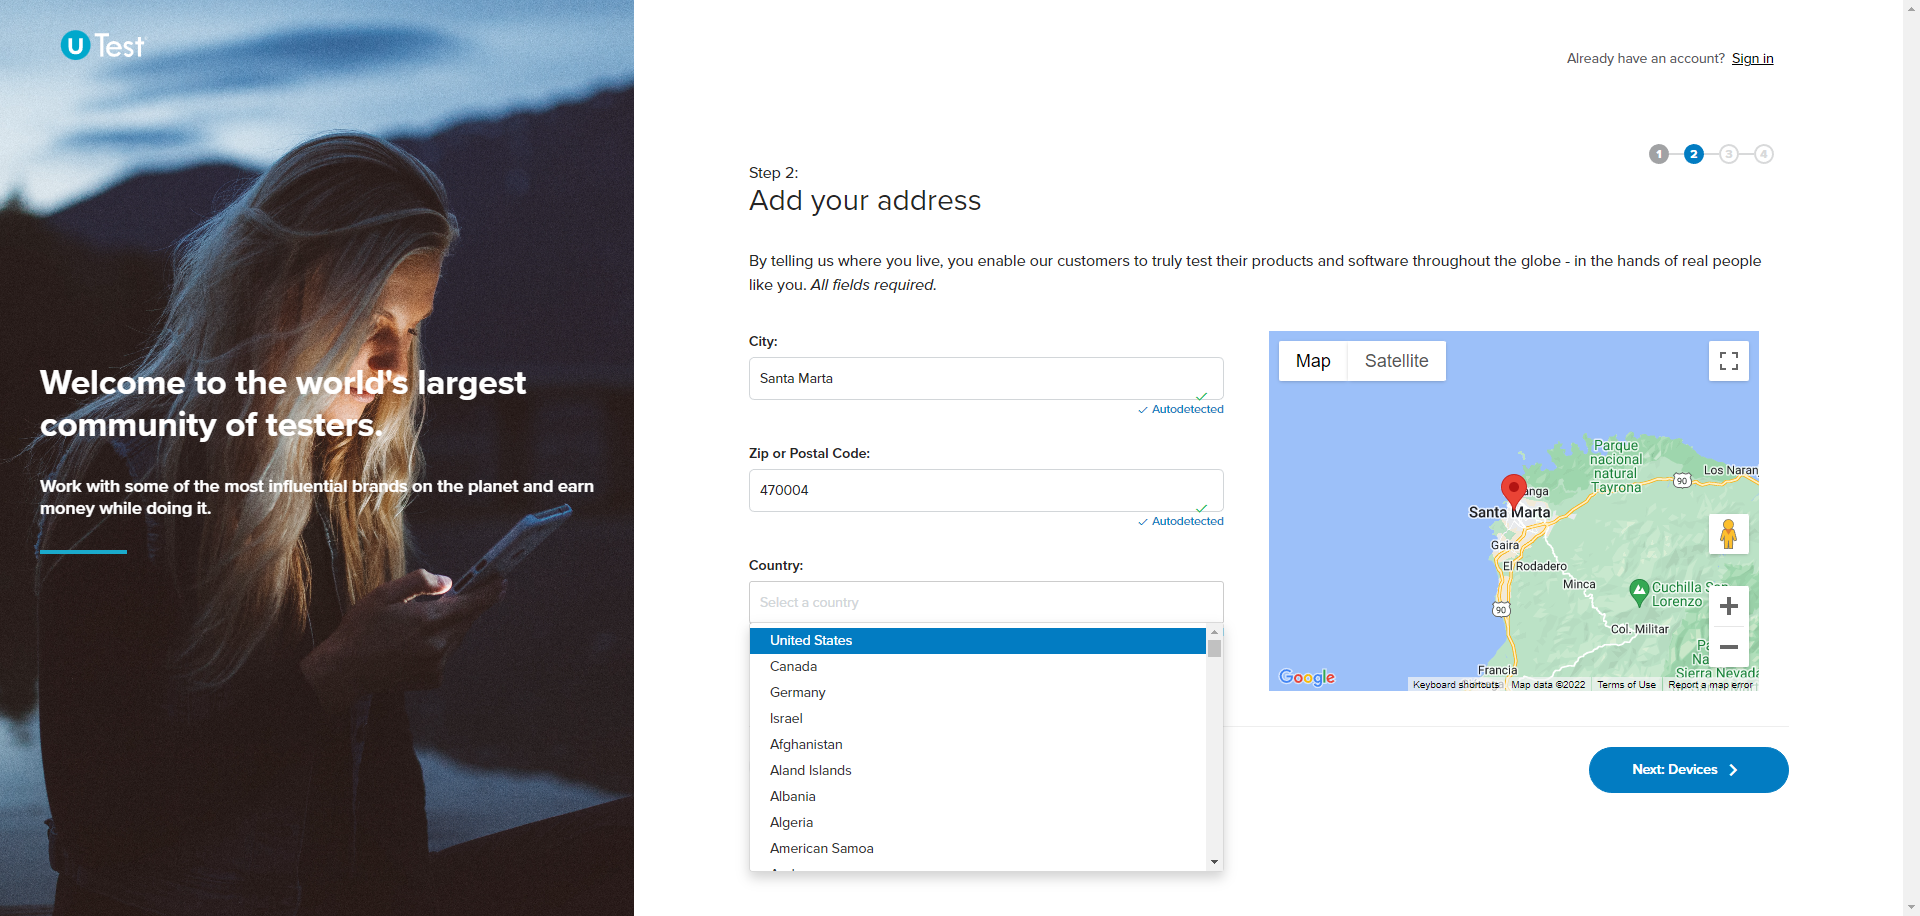 U Test
Welcome to the world's largest
community of testers.
Work with some of the most influential brands on the planet and earn
money while doing it.
Already have an account? Sign in
1 2 3 4
Step 2:
Add your address
By telling us where you live, you enable our customers to truly test their products and software throughout the globe - in the hands of real people
like you. All fields required.
City:
Santa Marta
Autodetected
Zip or Postal Code:
470004
Autodetected
Country:
Select a country
United States
Canada
Germany
Israel
Afghanistan
Aland Islands
Albania
Algeria
American Samoa
Map Satellite
Parque
nacional
natural
Tayrona
90
Los Naran
anga
Santa Marta
Gaira
El Rodadero
Minca
Cuchilla San
Lorenzo
90
Col. Militar
Francia
Sierra Nevada
Google
Keyboard shortcuts
Map data ©2022
Terms of Use
Report a map error
Next: Devices